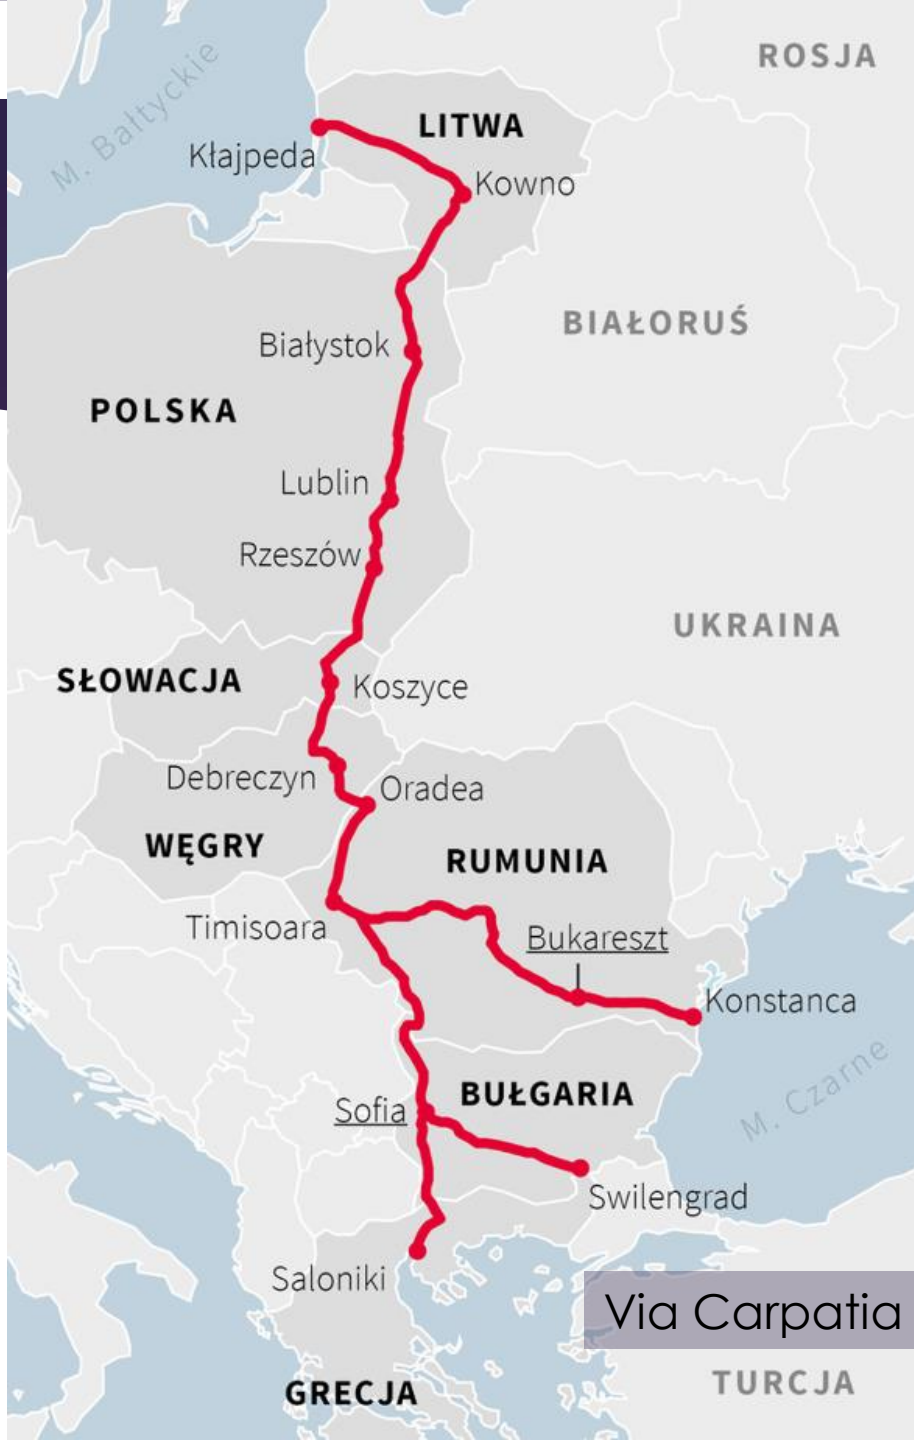 ROSJA
M. Bałtyckie
LITWA
Kłajpeda
Kowno
BIAŁORUŚ
Białystok
POLSKA
Lublin
Rzeszów
UKRAINA
SŁOWACJA
Koszyce
Debreczyn
Oradea
WĘGRY
RUMUNIA
Timisoara
Bukareszt
Konstanca
M. Czarne
BUŁGARIA
Sofia
Swilengrad
Saloniki
Via Carpatia
TURCJA
GRECJA